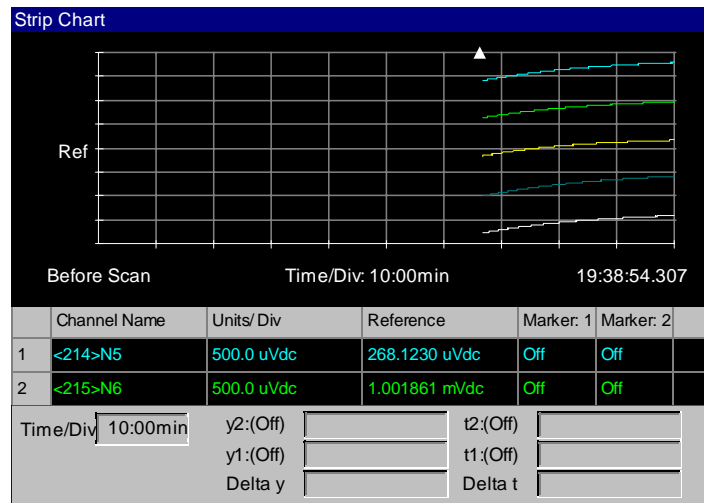 Strip Chart
Ref
Before Scan Time/Div: 10:00min 19:38:54.307
Channel Name Units/Div Reference Marker: 1 Marker: 2
1 <214>N5 500.0 uVdc 268.1230 uVdc Off Off
2 <215>N6 500.0 uVdc 1.001861 mVdc Off Off
Time/Div 10:00min y2:(Off) t2:(Off)
y1:(Off) t1:(Off)
Delta y Delta t